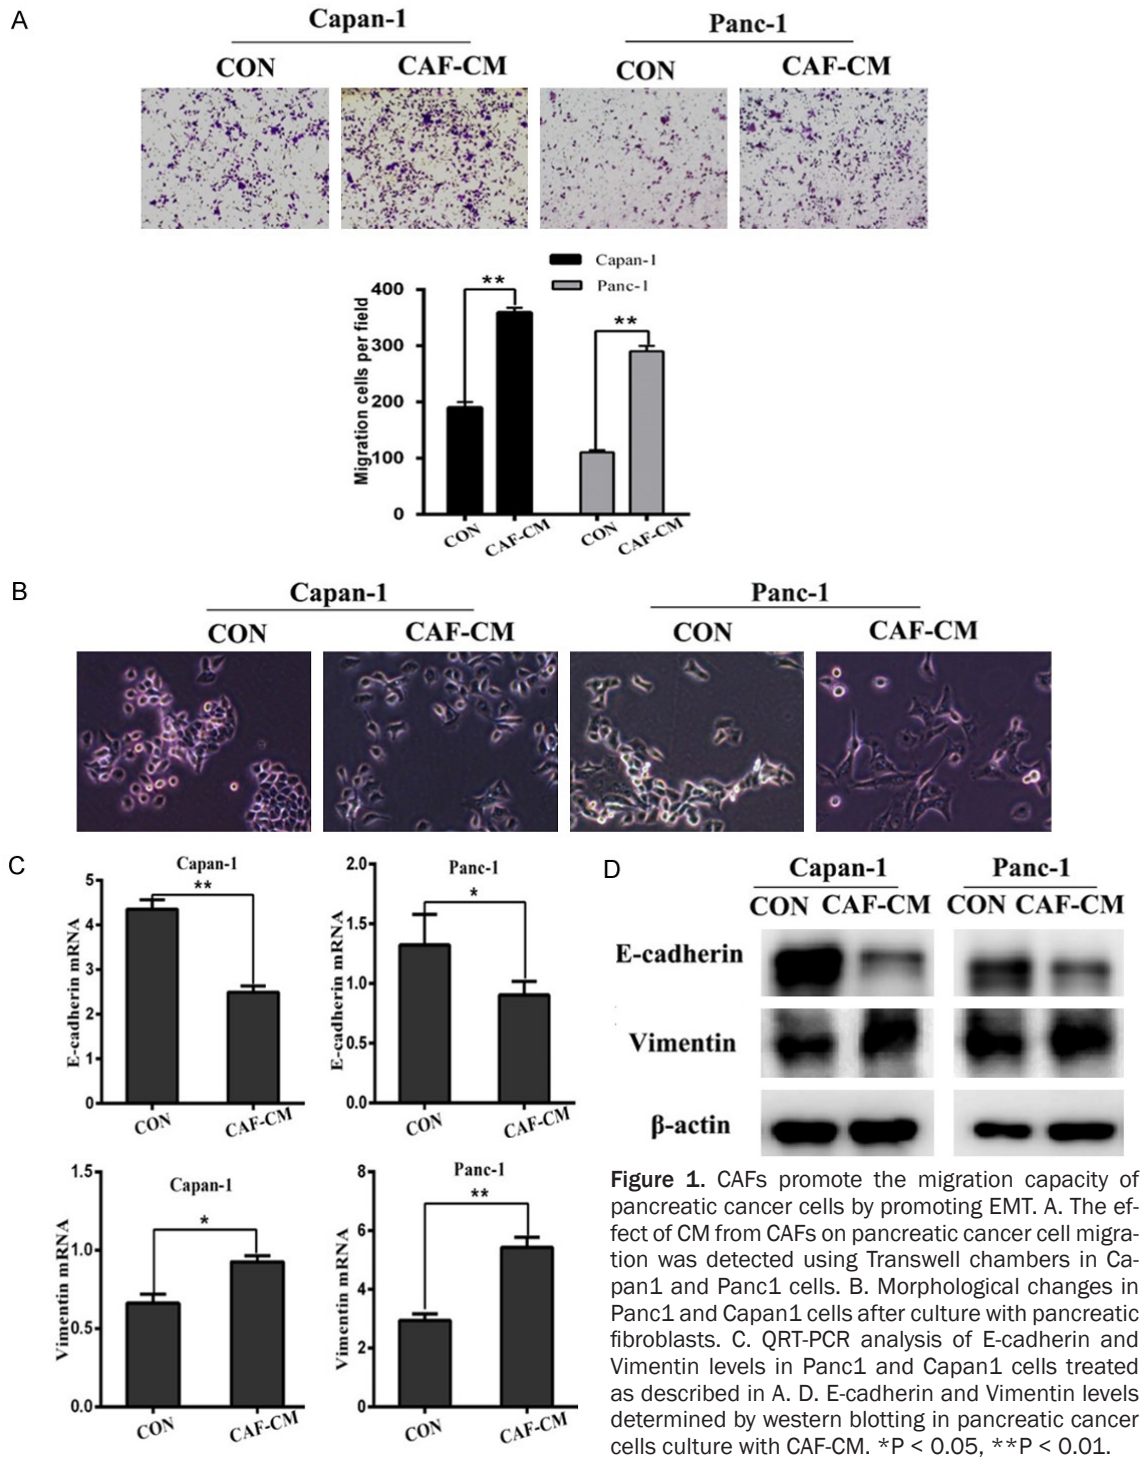 A
Capan-1
Panc-1
CON
CAF-CM
CON
CAF-CM
Capan-1
Panc-1
**
**
Migration cells per field
400
300
200
100
0
CON
CAF-CM
CON
CAF-CM
B
Capan-1
Panc-1
CON
CAF-CM
CON
CAF-CM
C
Capan-1
**
E-cadherin mRNA
5
4
3
2
1
0
CON
CAF-CM
Panc-1
*
E-cadherin mRNA
2.0
1.5
1.0
0.5
0.0
CON
CAF-CM
Capan-1
*
Vimentin mRNA
1.5
1.0
0.5
0.0
CON
CAF-CM
Panc-1
**
Vimentin mRNA
8
6
4
2
0
CON
CAF-CM
D
Capan-1
Panc-1
CON CAF-CM
CON CAF-CM
E-cadherin
Vimentin
β-actin
Figure 1. CAFs promote the migration capacity of
pancreatic cancer cells by promoting EMT. A. The ef-
fect of CM from CAFs on pancreatic cancer cell migra-
tion was detected using Transwell chambers in Ca-
pan1 and Panc1 cells. B. Morphological changes in
Panc1 and Capan1 cells after culture with pancreatic
fibroblasts. C. QRT-PCR analysis of E-cadherin and
Vimentin levels in Panc1 and Capan1 cells treated
as described in A. D. E-cadherin and Vimentin levels
determined by western blotting in pancreatic cancer
cells culture with CAF-CM. *P < 0.05, **P < 0.01.